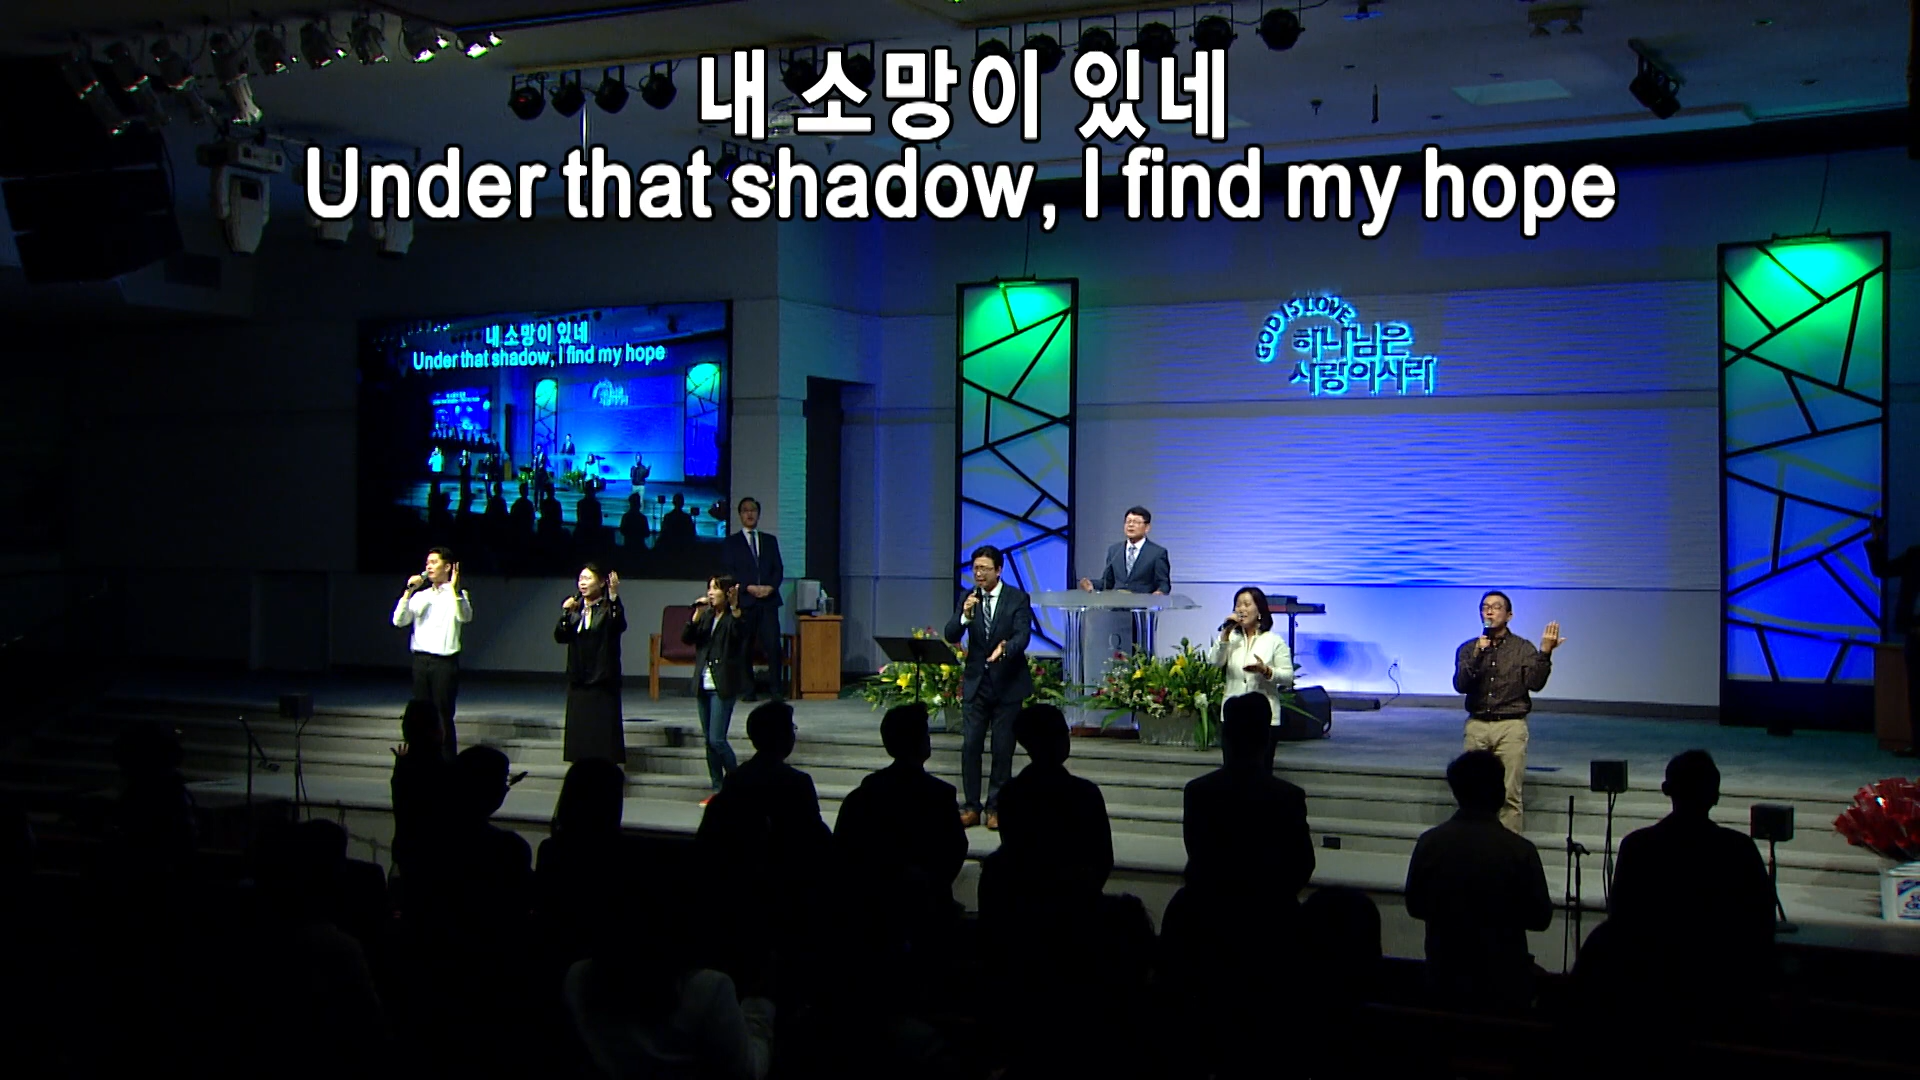 내 소망이 있네
Under that shadow, I find my hope
내 소망이 있네
Under that shadow, I find my hope
GOD IS LOVE
하나님은
사랑이시라